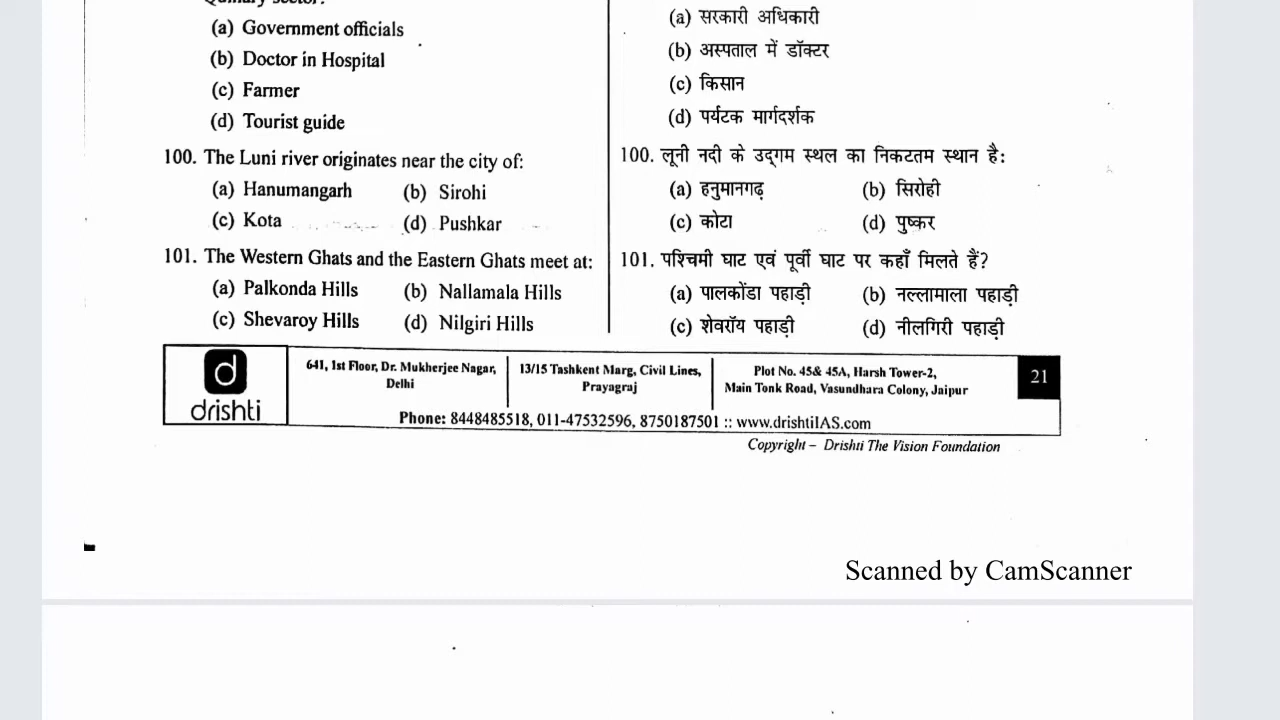 Quinary sector?
(a) Government officials
(b) Doctor in Hospital
(c) Farmer
(d) Tourist guide
100. The Luni river originates near the city of:
(a) Hanumangarh (b) Sirohi
(c) Kota (d) Pushkar
101. The Western Ghats and the Eastern Ghats meet at:
(a) Palkonda Hills (b) Nallamala Hills
(c) Shevaroy Hills (d) Nilgiri Hills
(a) सरकारी अधिकारी
(b) अस्पताल में डॉक्टर
(c) किसान
(d) पर्यटक मार्गदर्शक
100. लूनी नदी के उद्‌गम स्थल का निकटतम स्थान है:
(a) हनुमानगढ़ (b) सिरोही
(c) कोटा (d) पुष्कर
101. पश्चिमी घाट एवं पूर्वी घाट पर कहाँ मिलते हैं?
(a) पालकोंडा पहाड़ी (b) नल्लामाला पहाड़ी
(c) शेवरॉय पहाड़ी (d) नीलगिरी पहाड़ी
d
drishti
641, 1st Floor, Dr. Mukherjee Nagar,
Delhi
13/15 Tashkent Marg, Civil Lines,
Prayagraj
Plot No. 45& 45A, Harsh Tower-2,
Main Tonk Road, Vasundhara Colony, Jaipur
21
Phone: 8448485518, 011-47532596, 8750187501 :: www.drishtiIAS.com
Copyright – Drishti The Vision Foundation
Scanned by CamScanner